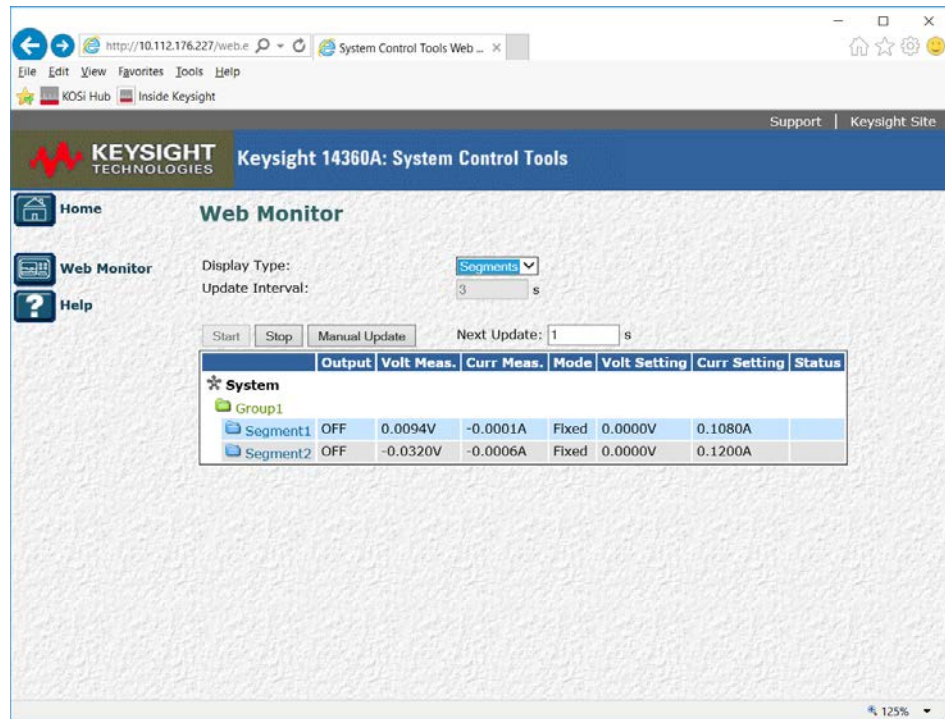 http://10.112.176.227/web.e
System Control Tools Web ...
File Edit View Favorites Tools Help
KOSi Hub Inside Keysight
Support | Keysight Site
KEYSIGHT
TECHNOLOGIES
Keysight 14360A: System Control Tools
Home
Web Monitor
Web Monitor
Help
Display Type: Segments
Update Interval: 3 s
Start Stop Manual Update Next Update: 1 s
Output Volt Meas. Curr Meas. Mode Volt Setting Curr Setting Status
System
Group1
Segment1 OFF 0.0094V -0.0001A Fixed 0.0000V 0.1080A
Segment2 OFF -0.0320V -0.0006A Fixed 0.0000V 0.1200A
125%